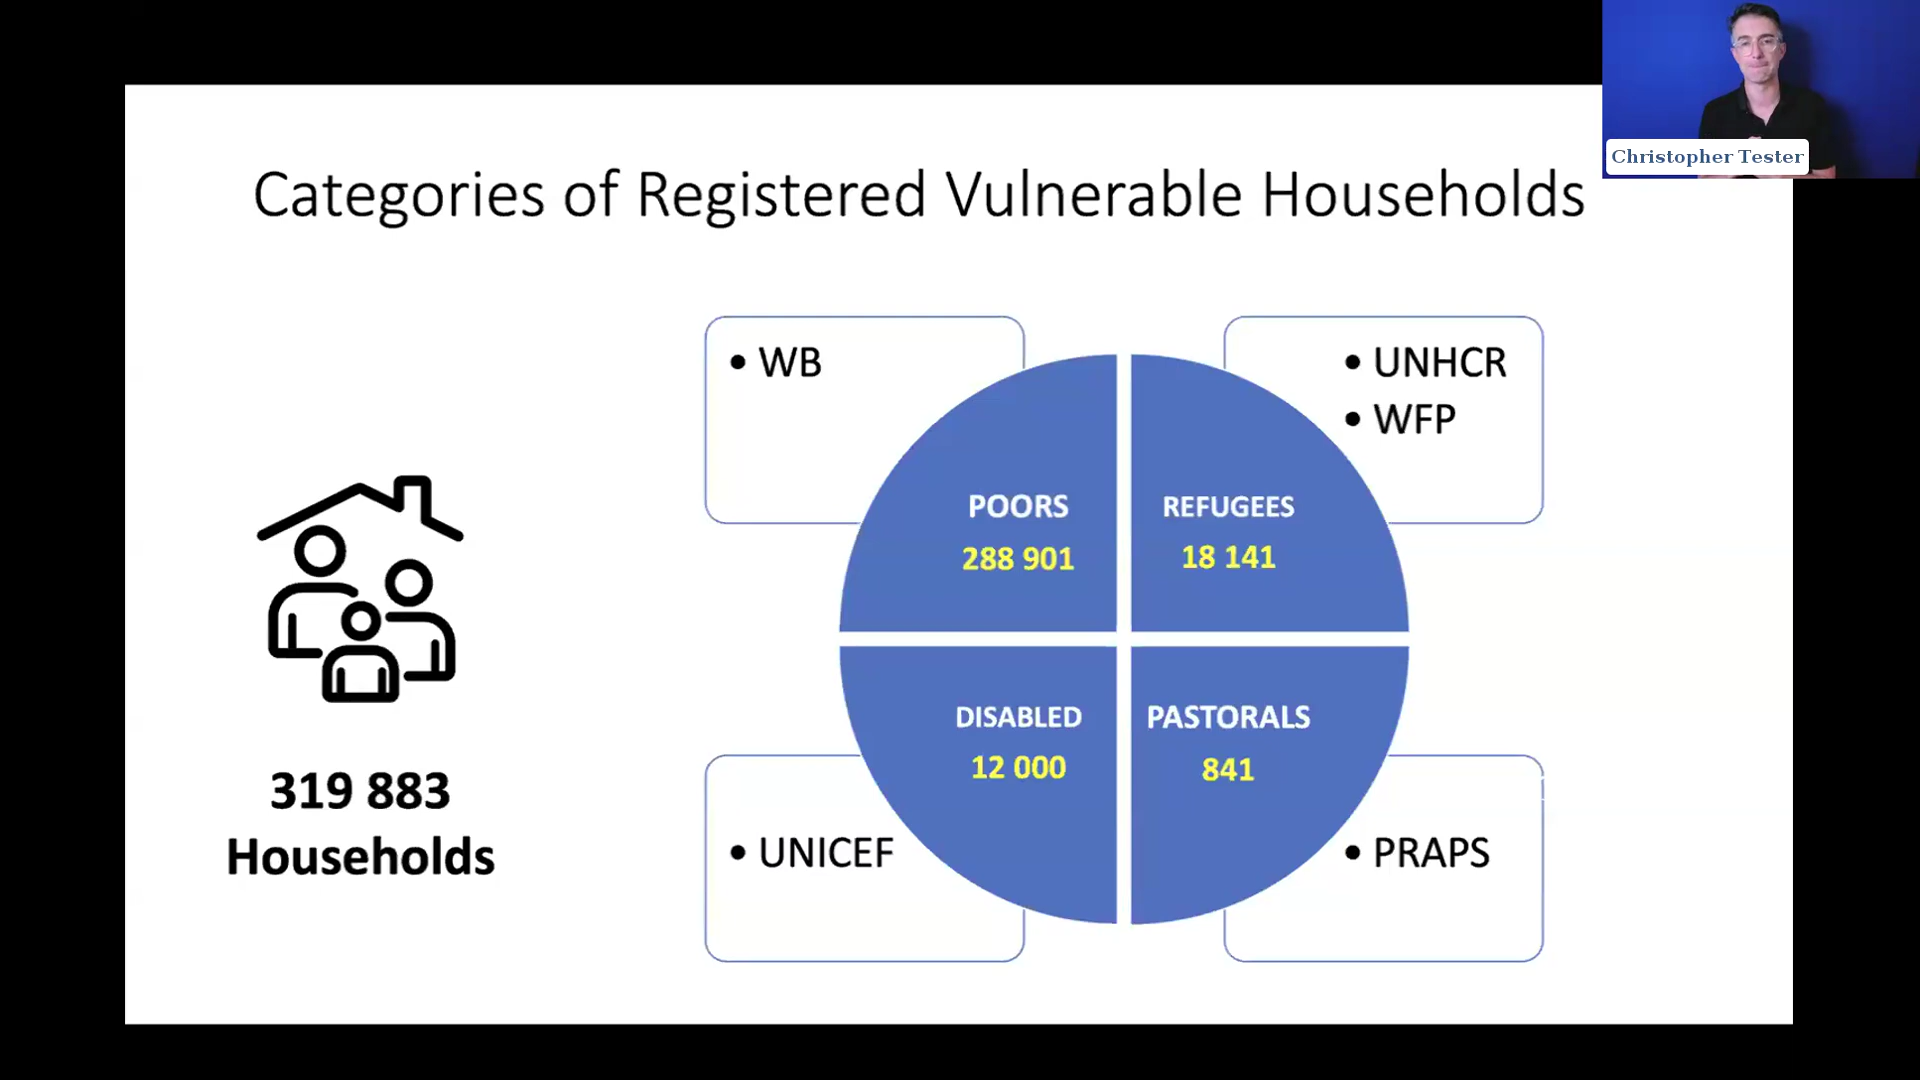 Christopher Tester
Categories of Registered Vulnerable Households
• WB
• UNHCR
• WFP
POORS
288 901
REFUGEES
18 141
DISABLED
12 000
PASTORALS
841
• UNICEF
• PRAPS
319 883
Households